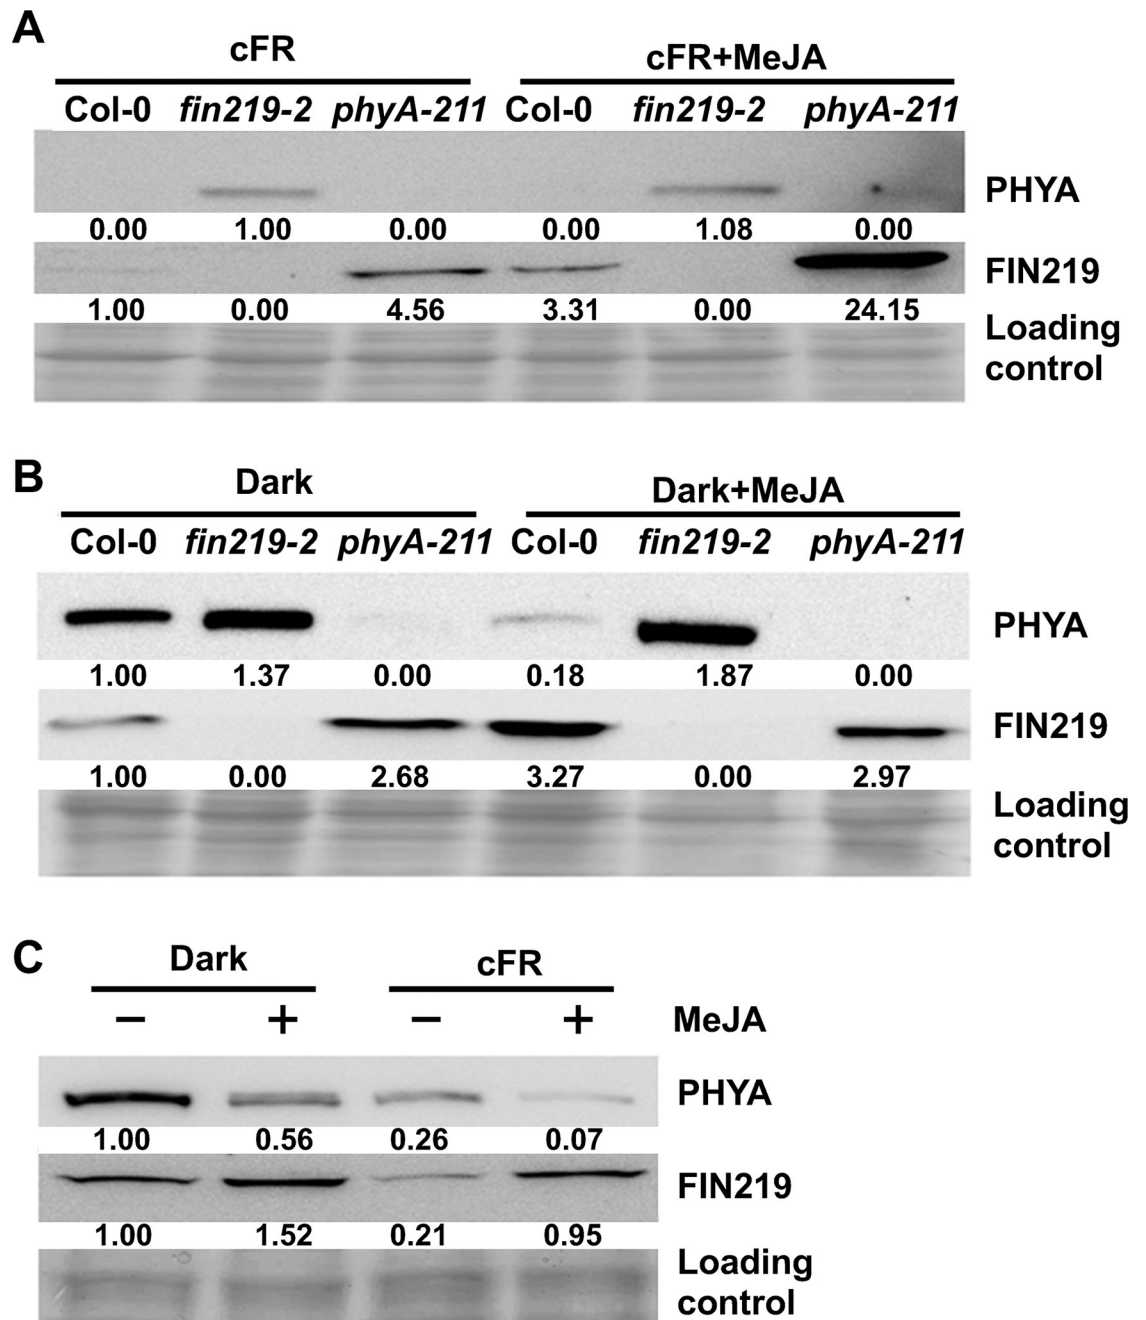 A
cFR cFR+MeJA
Col-0 fin219-2 phyA-211 Col-0 fin219-2 phyA-211
PHYA
0.00 1.00 0.00 0.00 1.08 0.00
FIN219
1.00 0.00 4.56 3.31 0.00 24.15
Loading
control
B
Dark Dark+MeJA
Col-0 fin219-2 phyA-211 Col-0 fin219-2 phyA-211
PHYA
1.00 1.37 0.00 0.18 1.87 0.00
FIN219
1.00 0.00 2.68 3.27 0.00 2.97
Loading
control
C
Dark cFR
− + − + MeJA
PHYA
1.00 0.56 0.26 0.07
FIN219
1.00 1.52 0.21 0.95
Loading
control